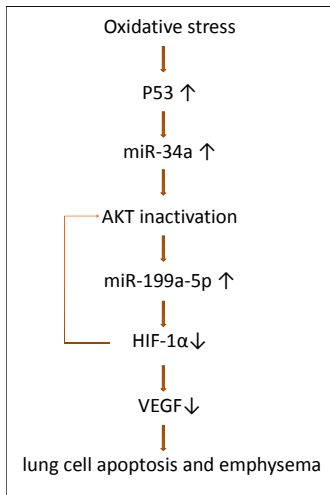 Oxidative stress
P53 ↑
miR-34a ↑
AKT inactivation
miR-199a-5p ↑
HIF-1α↓
VEGF↓
lung cell apoptosis and emphysema